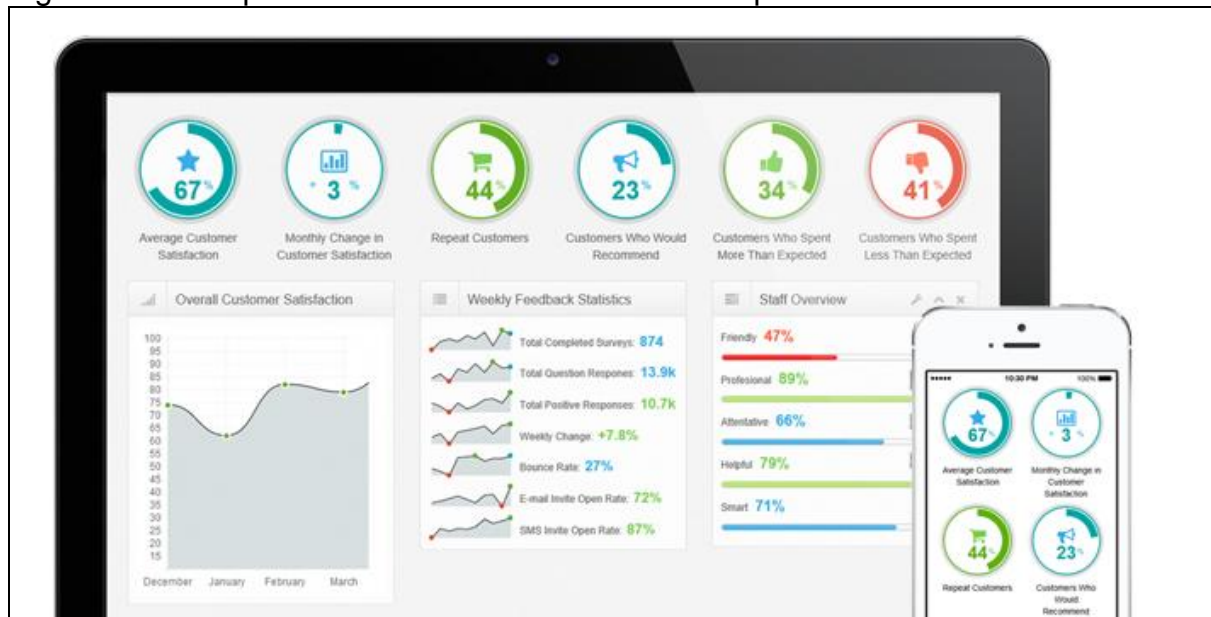 67%
+ 3 %
44%
23%
34%
41%
Average Customer
Satisfaction
Monthly Change in
Customer Satisfaction
Repeat Customers
Customers Who Would
Recommend
Customers Who Spent
More Than Expected
Customers Who Spent
Less Than Expected
Overall Customer Satisfaction
100
95
90
85
80
75
70
65
60
55
50
45
40
35
30
25
20
15
December January February March
Weekly Feedback Statistics
Total Completed Surveys: 874
Total Question Respones: 13.9k
Total Positive Responses: 10.7k
Weekly Change: +7.8%
Bounce Rate: 27%
E-mail Invite Open Rate: 72%
SMS Invite Open Rate: 87%
Staff Overview
Friendly 47%
Profesional 89%
Attentative 66%
Helpful 79%
Smart 71%
10:30 PM 100%
67%
+ 3 %
Average Customer
Satisfaction
Monthly Change in
Customer
Satisfaction
44%
23%
Repeat Customers
Customers Who
Would
Recommend